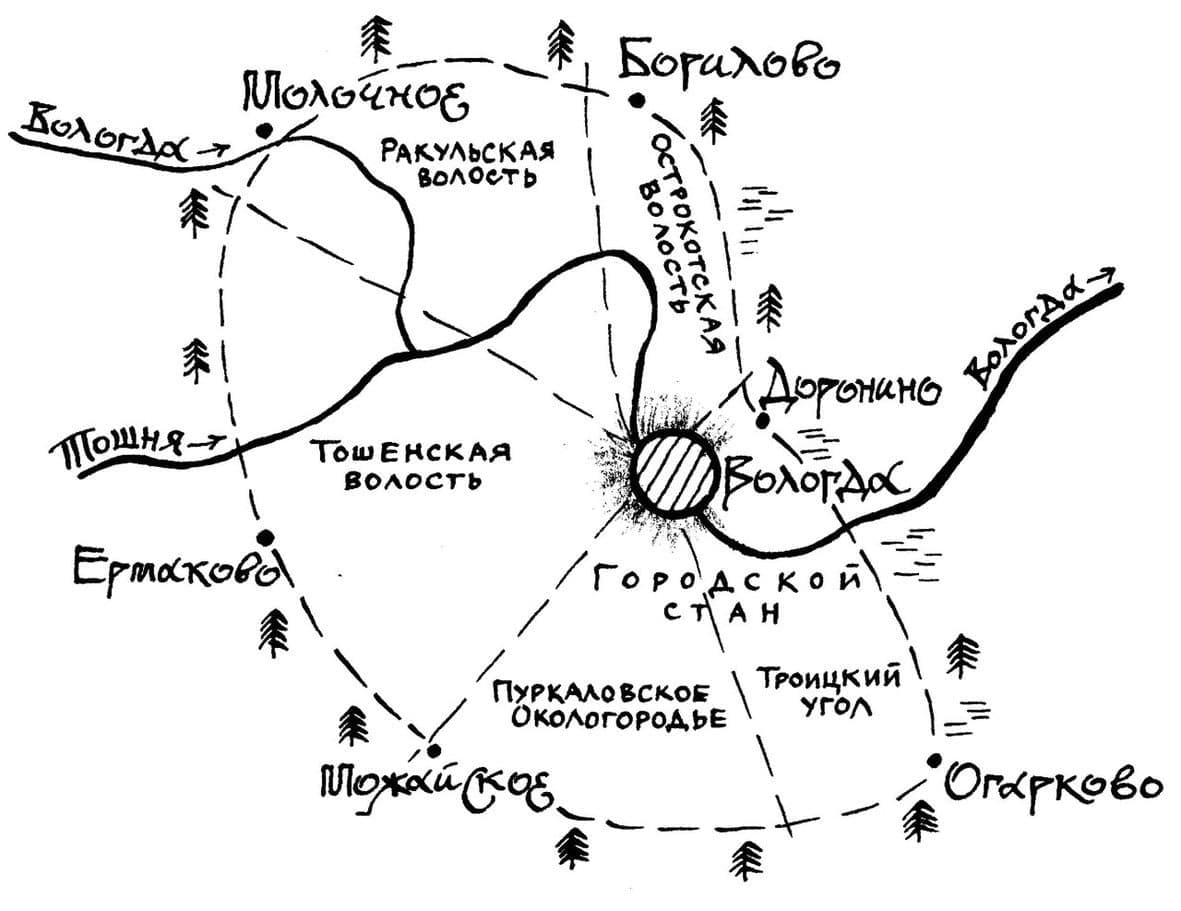 Борилово
Молочное
Вологда →
Ракульская
волость
Острокотская
волость
Вологда →
Доронино
Тошня →
Тошенская
волость
Вологда
Ермаково
Городской
стан
Пуркаловское
Окологородье
Троицкий
угол
Можайское
Огарково